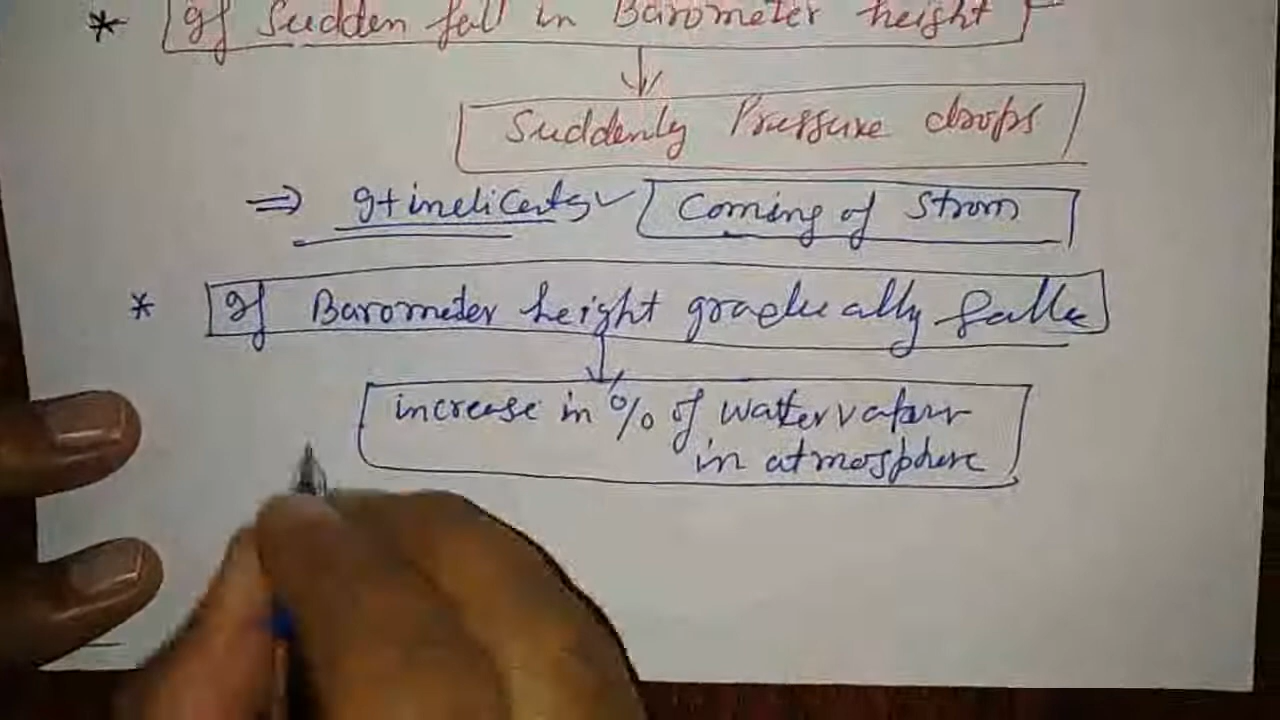 * If Sudden fall in Barometer height
Suddenly Pressure drops
⇒ It indicates Coming of Strom
* If Barometer height gradually falls
increase in % of watter vapour
in atmosphere